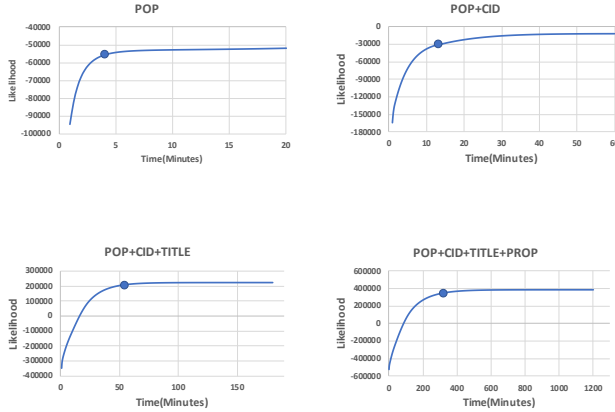 POP
-40000
-50000
-60000
-70000
-80000
-90000
-100000
Likelihood
0 5 10 15 20
Time(Minutes)
POP+CID
0
-30000
-60000
-90000
-120000
-150000
-180000
Likelihood
0 10 20 30 40 50 60
Time(Minutes)
POP+CID+TITLE
300000
200000
100000
0
-100000
-200000
-300000
-400000
Likelihood
0 50 100 150
Time(Minutes)
POP+CID+TITLE+PROP
600000
400000
200000
0
-200000
-400000
-600000
Likelihood
0 200 400 600 800 1000 1200
Time(Minutes)